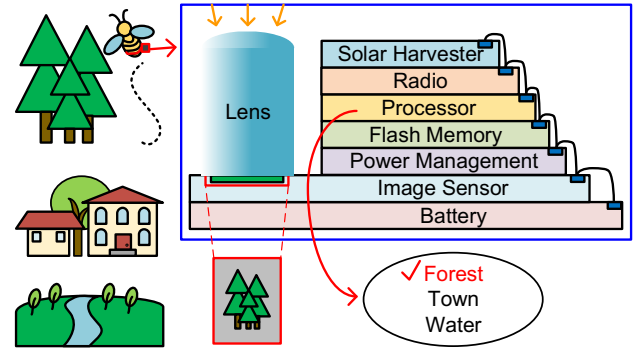 Lens
Solar Harvester
Radio
Processor
Flash Memory
Power Management
Image Sensor
Battery
Forest
Town
Water